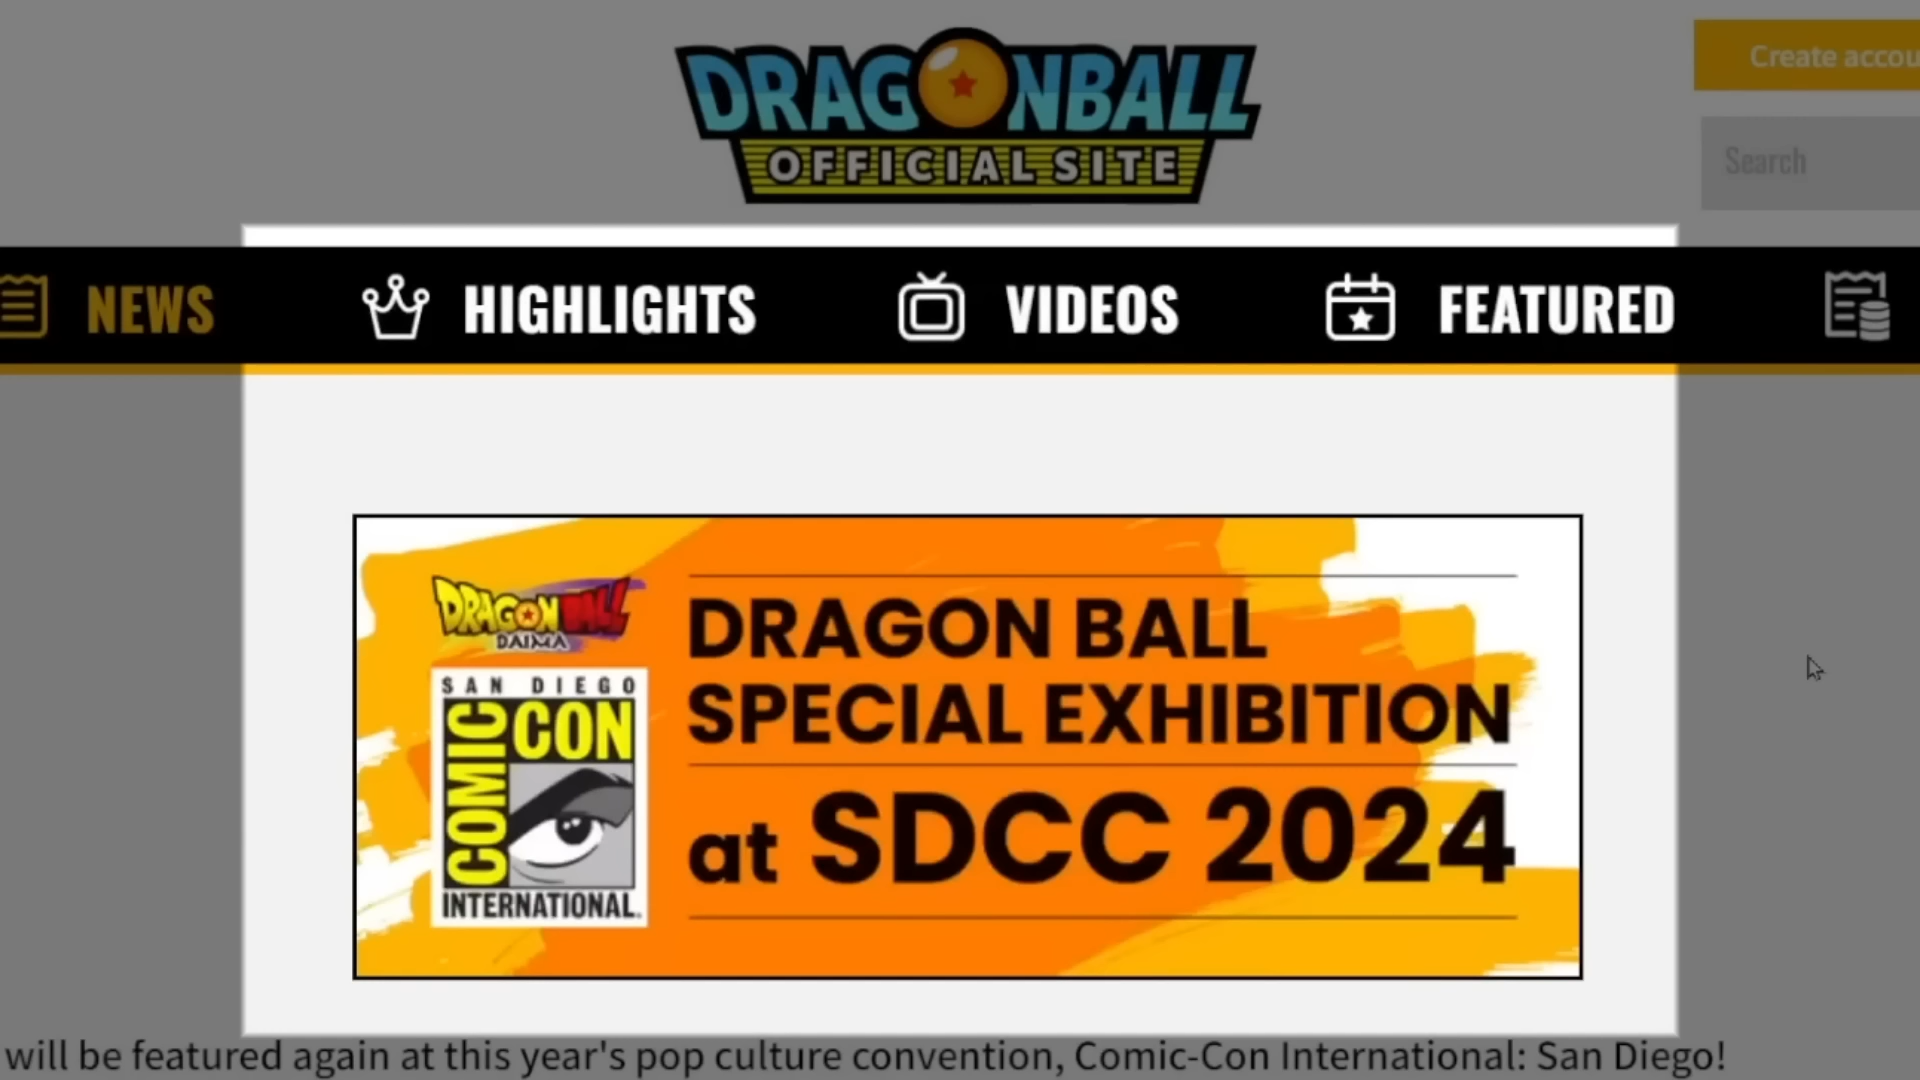 DRAGONBALL
OFFICIAL SITE
Create accou
Search
NEWS
HIGHLIGHTS
VIDEOS
FEATURED
DRAGON BALL
DAIMA
SAN DIEGO
COMIC
CON
INTERNATIONAL.
DRAGON BALL
SPECIAL EXHIBITION
at SDCC 2024
will be featured again at this year's pop culture convention, Comic-Con International: San Diego!